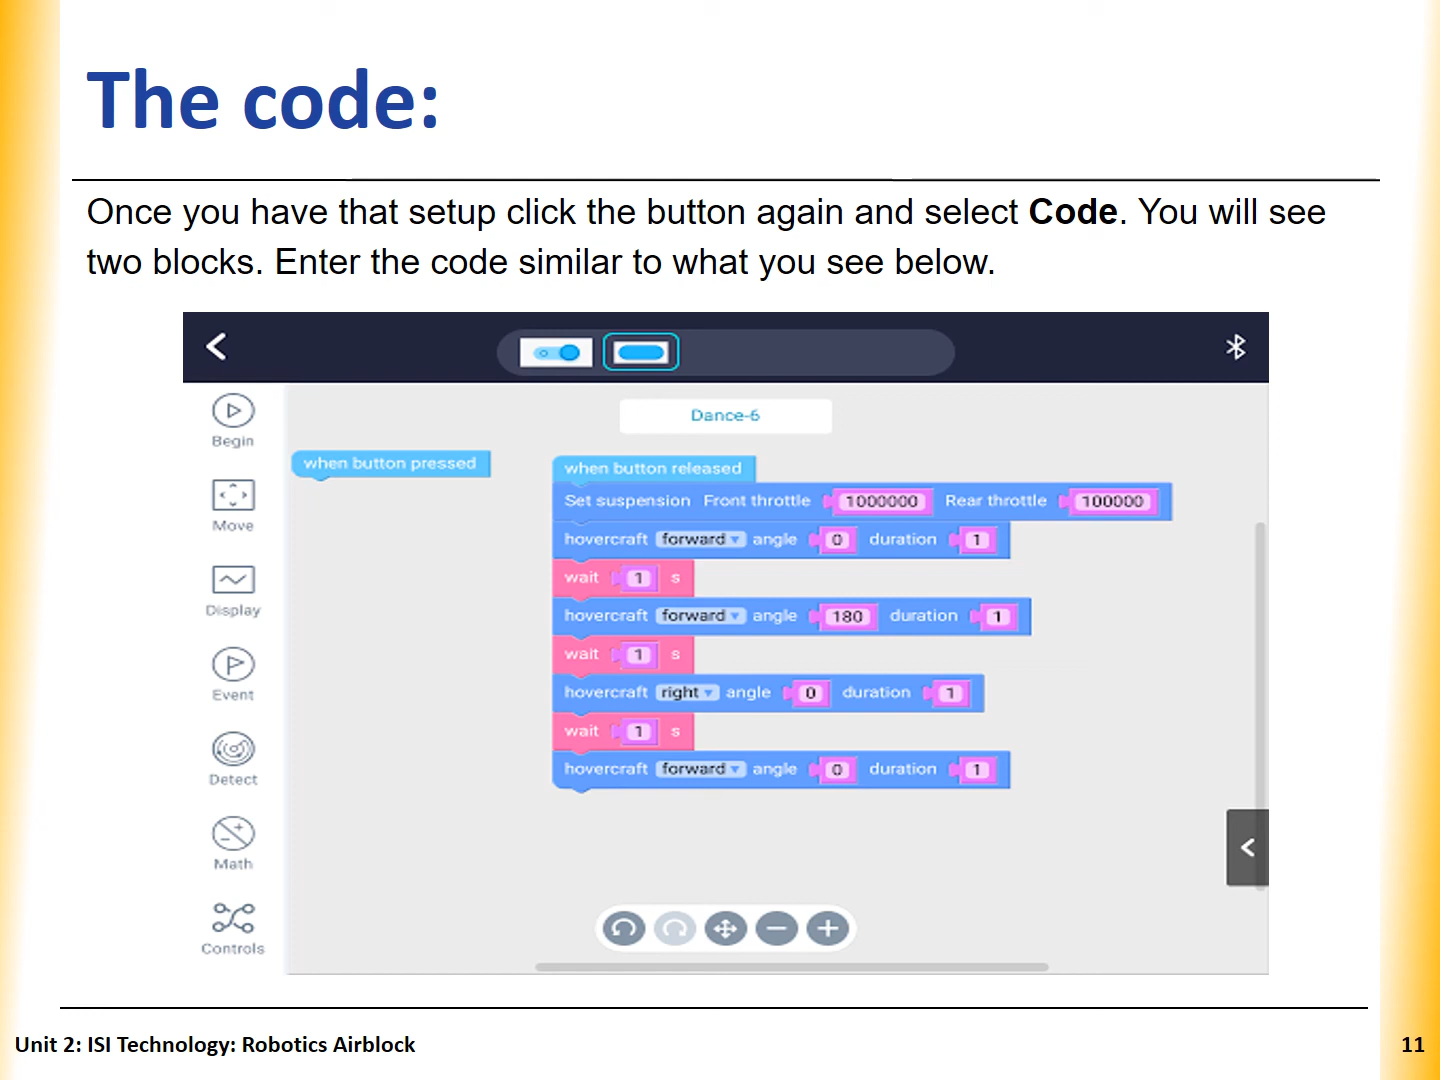 The code:
Once you have that setup click the button again and select Code. You will see
two blocks. Enter the code similar to what you see below.
Dance-6
Begin
Move
Display
Event
Detect
Math
Controls
when button pressed
when button released
Set suspension Front throttle 1000000 Rear throttle 100000
hovercraft forward angle 0 duration 1
wait 1 s
hovercraft forward angle 180 duration 1
wait 1 s
hovercraft right angle 0 duration 1
wait 1 s
hovercraft forward angle 0 duration 1
Unit 2: ISI Technology: Robotics Airblock
11